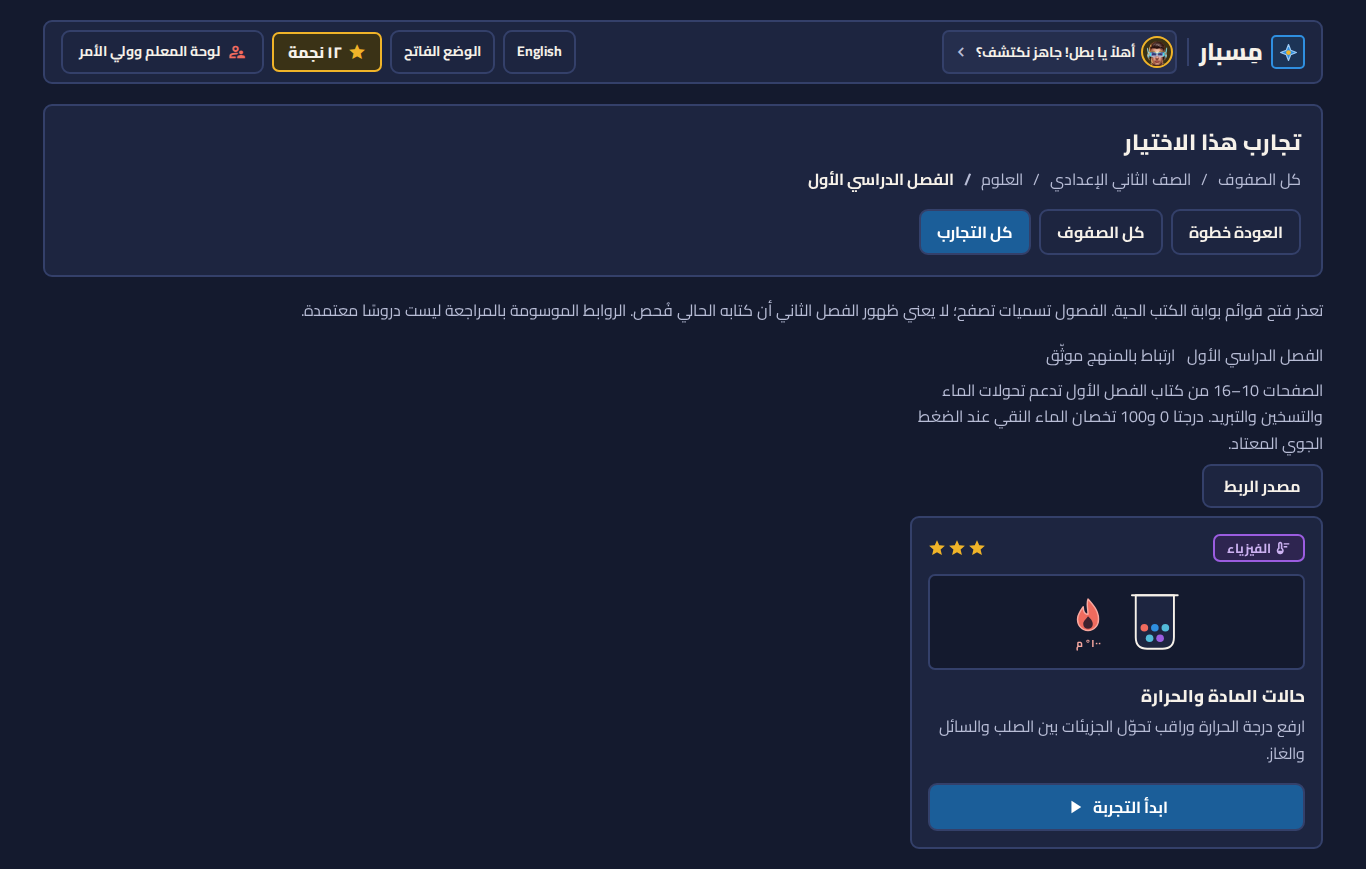 مِسبار
أهلاً يا بطل! جاهز نكتشف؟
English
الوضع الفاتح
١٢ نجمة
لوحة المعلم وولي الأمر
تجارب هذا الاختيار
كل الصفوف / الصف الثاني الإعدادي / العلوم / الفصل الدراسي الأول
العودة خطوة
كل الصفوف
كل التجارب
تعذر فتح قوائم بوابة الكتب الحية. الفصول تسميات تصفح؛ لا يعني ظهور الفصل الثاني أن كتابه الحالي فُحص. الروابط الموسومة بالمراجعة ليست دروسًا معتمدة.
الفصل الدراسي الأول ارتباط بالمنهج موثّق
الصفحات 10–16 من كتاب الفصل الأول تدعم تحولات الماء
والتسخين والتبريد. درجتا 0 و100 تخصان الماء النقي عند الضغط
الجوي المعتاد.
مصدر الربط
الفيزياء
١٠٠° م
حالات المادة والحرارة
ارفع درجة الحرارة وراقب تحوّل الجزيئات بين الصلب والسائل
والغاز.
ابدأ التجربة